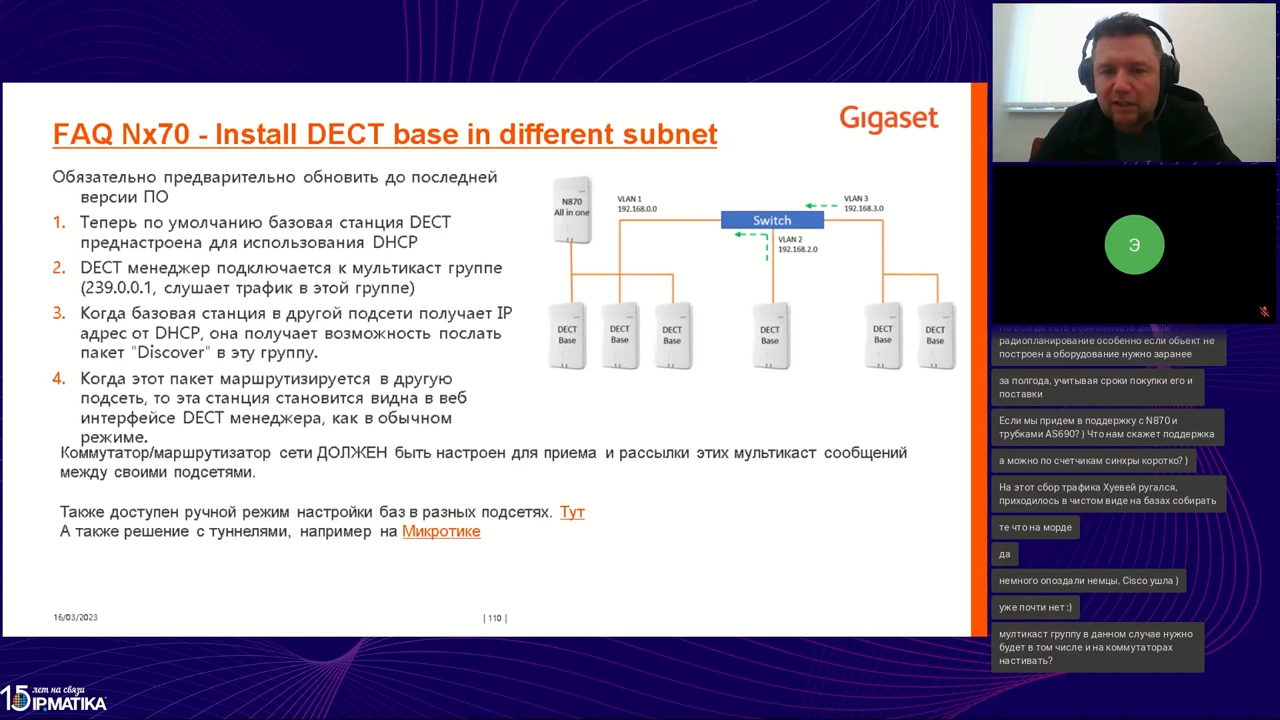 FAQ Nx70 - Install DECT base in different subnet
Gigaset
Обязательно предварительно обновить до последней
версии ПО
1. Теперь по умолчанию базовая станция DECT
преднастроена для использования DHCP
2. DECT менеджер подключается к мультикаст группе
(239.0.0.1, слушает трафик в этой группе)
3. Когда базовая станция в другой подсети получает IP
адрес от DHCP, она получает возможность послать
пакет "Discover" в эту группу.
4. Когда этот пакет маршрутизируется в другую
подсеть, то эта станция становится видна в веб
интерфейсе DECT менеджера, как в обычном
режиме.
Коммутатор/маршрутизатор сети ДОЛЖЕН быть настроен для приема и рассылки этих мультикаст сообщений
между своими подсетями.
Также доступен ручной режим настройки баз в разных подсетях. Тут
А также решение с туннелями, например на Микротике
N870
All in one
VLAN 1
192.168.0.0
Switch
VLAN 3
192.168.3.0
VLAN 2
192.168.2.0
DECT
Base
DECT
Base
DECT
Base
DECT
Base
DECT
Base
DECT
Base
16/03/2023
| 110 |
15 лет на связи
IPMATIKA
Э
радиопланирование особенно если обьект не
построен а оборудование нужно заранее
за полгода, учитывая сроки покупки его и
поставки
Если мы придем в поддержку с N870 и
трубками AS690? ) Что нам скажет поддержка
а можно по счетчикам синхры коротко? )
На этот сбор трафика Хуевей ругался,
приходилось в чистом виде на базах собирать
те что на морде
да
немного опоздали немцы, Cisco ушла )
уже почти нет :)
мултикаст группу в данном случае нужно
будет в том числе и на коммутаторах
настивать?